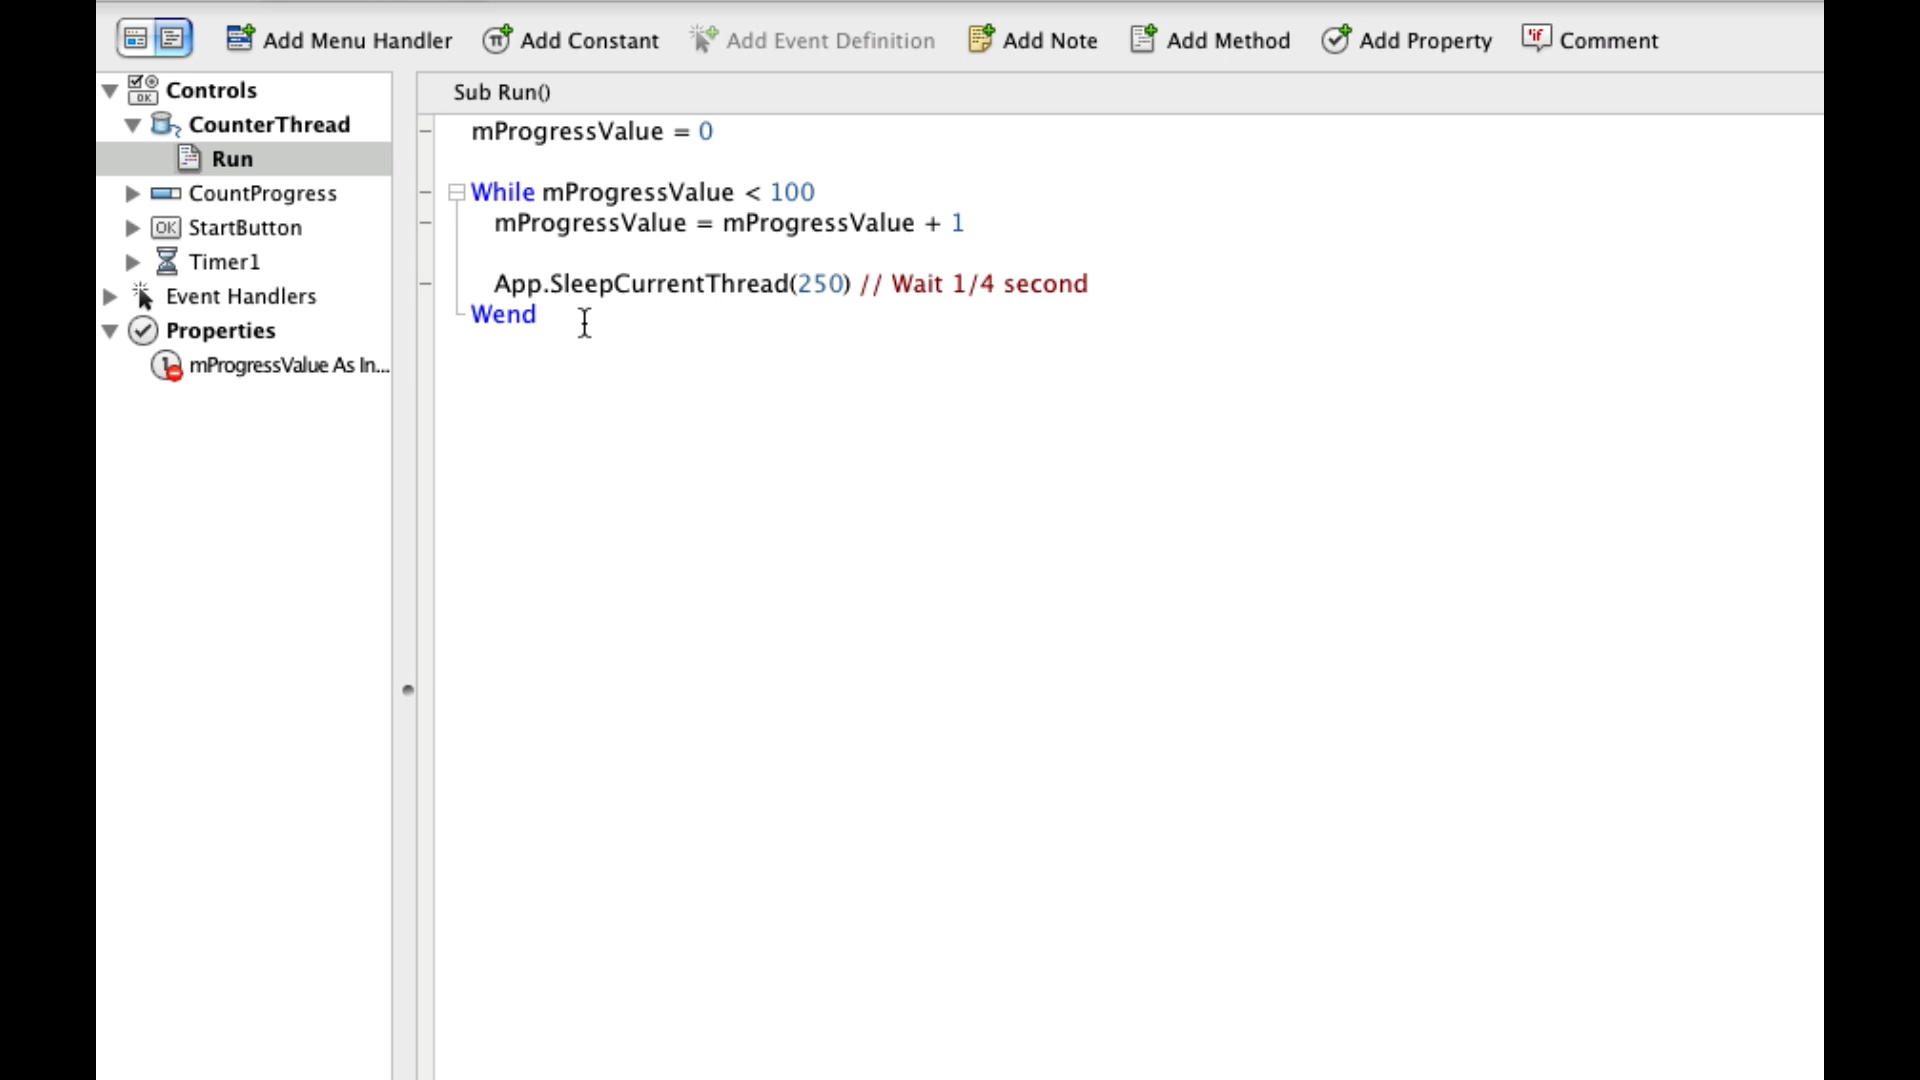 Add Menu Handler Add Constant Add Event Definition Add Note Add Method Add Property Comment
Controls
CounterThread
Run
CountProgress
OK StartButton
Timer1
Event Handlers
Properties
mProgressValue As In...
Sub Run()
mProgressValue = 0
While mProgressValue < 100
mProgressValue = mProgressValue + 1
App.SleepCurrentThread(250) // Wait 1/4 second
Wend